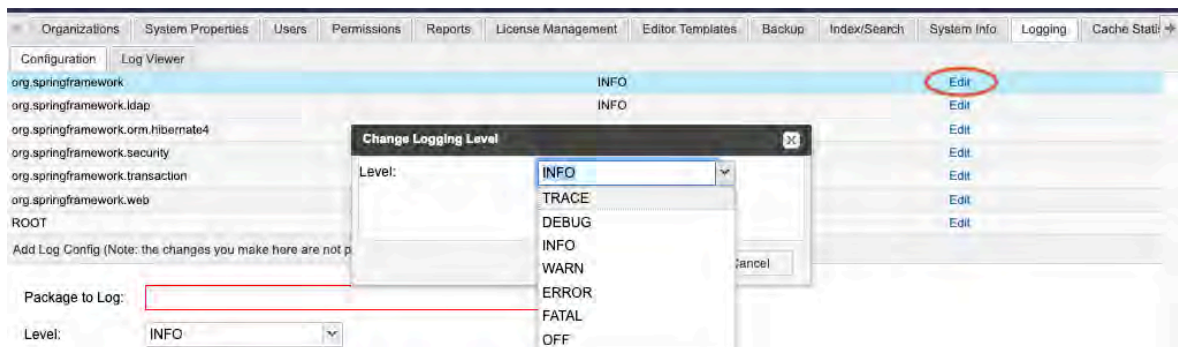 Organizations System Properties Users Permissions Reports License Management Editor Templates Backup Index/Search System Info Logging Cache Stati
Configuration Log Viewer
org.springframework INFO Edit
org.springframework.ldap INFO Edit
org.springframework.orm.hibernate4 Edit
org.springframework.security Edit
org.springframework.transaction Edit
org.springframework.web Edit
ROOT Edit
Add Log Config (Note: the changes you make here are not p
Change Logging Level
Level: INFO
TRACE
DEBUG
INFO
WARN
ERROR
FATAL
OFF
Cancel
Package to Log:
Level: INFO